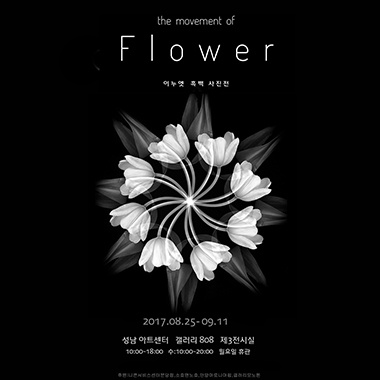 the movement of
Flower
이누엣 흑백 사진전
2017.08.25-09.11
성남 아트센터 갤러리 808 제3전시실
10:00-18:00 수:10:00-20:00 월요일 휴관